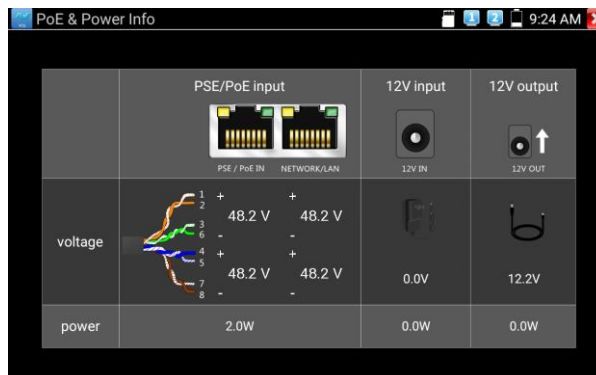 PoE & Power Info 1 2 9:24 AM
PSE/PoE input 12V input 12V output
PSE / PoE IN NETWORK/LAN 12V IN 12V OUT
1 + +
2
48.2 V 48.2 V
3
6 - -
4 + +
5
48.2 V 48.2 V
7
8 - -
voltage
0.0V 12.2V
power 2.0W 0.0W 0.0W